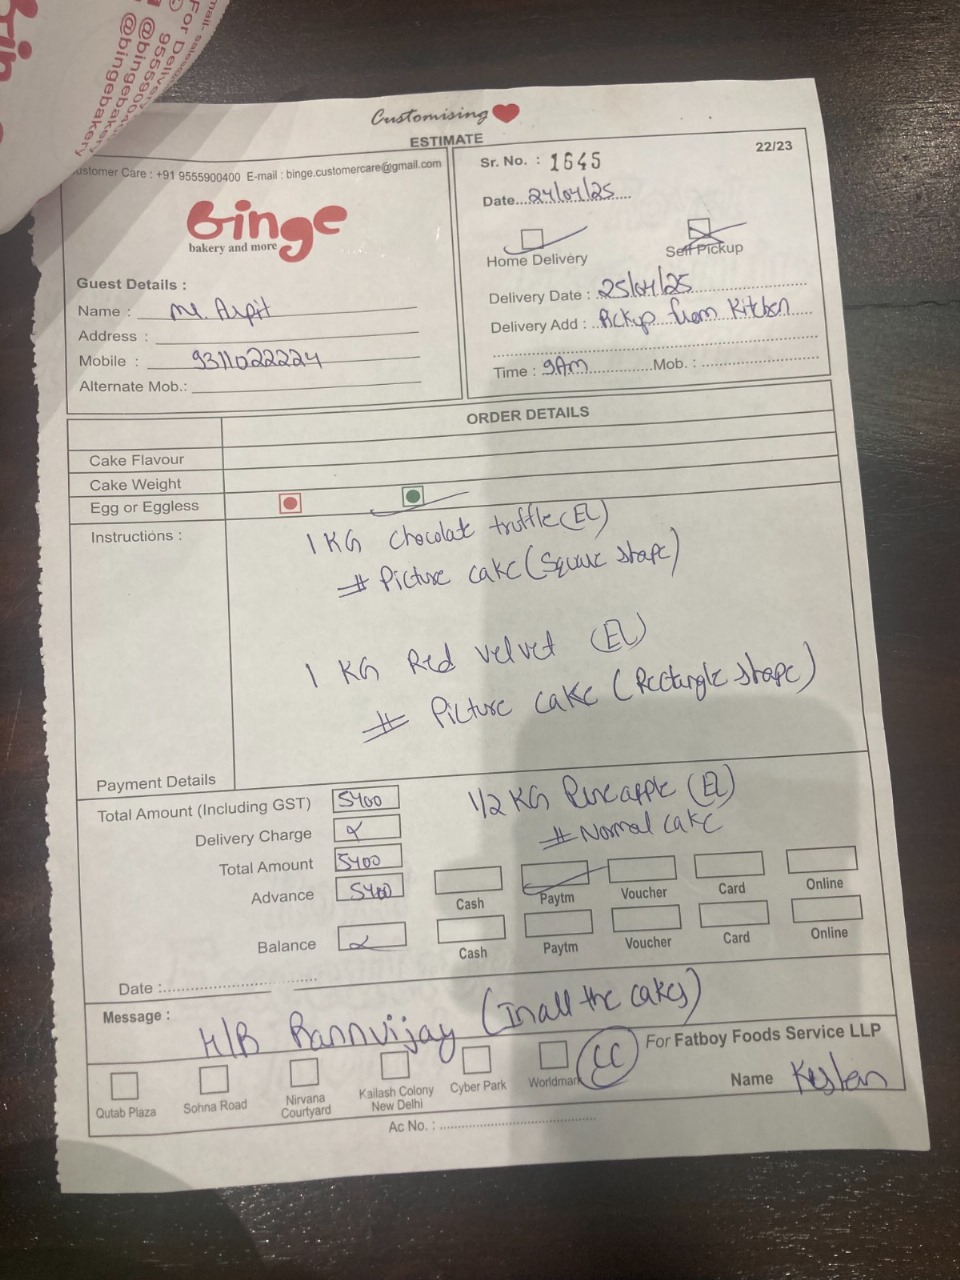 mail: sales@
For Delivery
95559004
@bingebakery
@bingebakery
Customising
ESTIMATE
22/23
ustomer Care : +91 9555900400 E-mail : binge.customercare@gmail.com
Binge
bakery and more
Sr. No. : 1645
Date...24/04/25
Home Delivery
Self Pickup
Guest Details :
Name : Mr. Arpit
Address :
Mobile : 9311022224
Alternate Mob.:
Delivery Date : 25/04/25
Delivery Add : Pickup from Kitchen
Time : 9AM Mob. :
ORDER DETAILS
Cake Flavour
Cake Weight
Egg or Eggless
Instructions :
1 KG Chocolate truffle (EL)
# Picture cake (Square shape)
1 KG Red velvet (EL)
# Picture cake (Rectangle shape)
Payment Details
1/2 KG Pineapple (EL)
# Normal cake
Total Amount (Including GST) 5400
Delivery Charge
Total Amount 5400
Advance 5400
Cash Paytm Voucher Card Online
Balance
Cash Paytm Voucher Card Online
Date :
Message :
H/B Rannvijay (In all the cakes)
CC
For Fatboy Foods Service LLP
Name
Qutab Plaza
Sohna Road
Nirvana Courtyard
Kailash Colony New Delhi
Cyber Park
Worldmark
Ac No. :